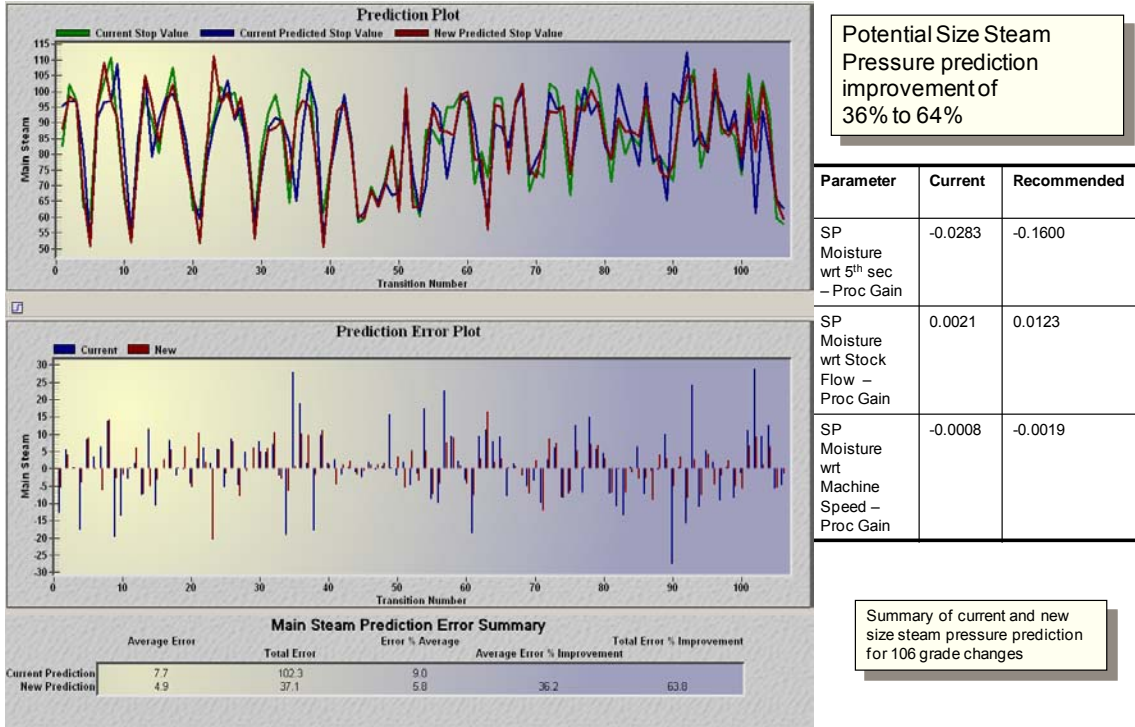 Prediction Plot
Current Stop Value Current Predicted Stop Value New Predicted Stop Value
Main Steam
115
110
105
100
95
90
85
80
75
70
65
60
55
50
0 10 20 30 40 50 60 70 80 90 100
Transition Number
Prediction Error Plot
Current New
Main Steam
30
25
20
15
10
5
0
-5
-10
-15
-20
-25
-30
0 10 20 30 40 50 60 70 80 90 100
Transition Number
Main Steam Prediction Error Summary
Average Error Error % Average Total Error % Improvement
Total Error Average Error % Improvement
Current Prediction 7.7 102.3 9.0
New Prediction 4.9 37.1 5.8 36.2 63.8
Potential Size Steam
Pressure prediction
improvement of
36% to 64%
Parameter Current Recommended
SP -0.0283 -0.1600
Moisture
wrt 5th sec
– Proc Gain
SP 0.0021 0.0123
Moisture
wrt Stock
Flow –
Proc Gain
SP -0.0008 -0.0019
Moisture
wrt
Machine
Speed –
Proc Gain
Summary of current and new
size steam pressure prediction
for 106 grade changes